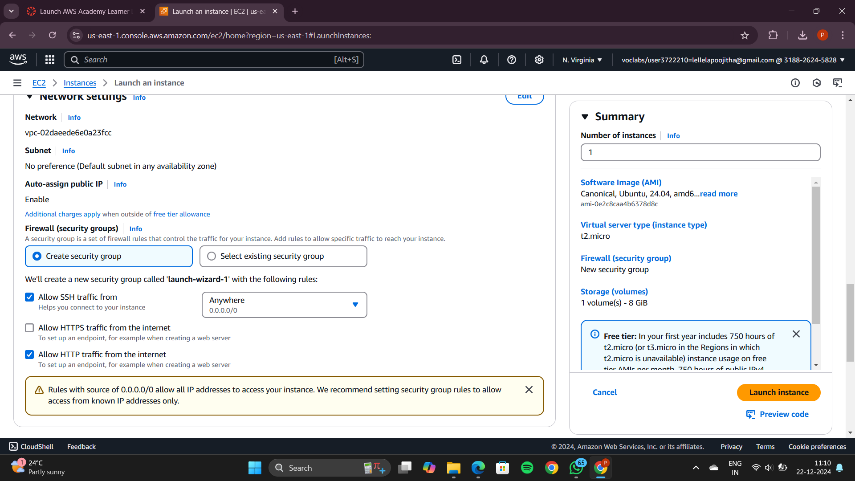 Launch AWS Academy Learner
Launch an instance | EC2 | us-e
us-east-1.console.aws.amazon.com/ec2/home?region=us-east-1#LaunchInstances:
P
aws
Search
[Alt+S]
N. Virginia
voclabs/user3722210=lellelapoojitha@gmail.com @ 3188-2624-5828
EC2
Instances
Launch an instance
Network settings Info
Edit
Network
Info
vpc-02daeede6e0a23fcc
Subnet
Info
No preference (Default subnet in any availability zone)
Auto-assign public IP
Info
Enable
Additional charges apply when outside of free tier allowance
Firewall (security groups)
Info
A security group is a set of firewall rules that control the traffic for your instance. Add rules to allow specific traffic to reach your instance.
Create security group
Select existing security group
We'll create a new security group called 'launch-wizard-1' with the following rules:
Allow SSH traffic from
Helps you connect to your instance
Anywhere
0.0.0.0/0
Allow HTTPS traffic from the internet
To set up an endpoint, for example when creating a web server
Allow HTTP traffic from the internet
To set up an endpoint, for example when creating a web server
Rules with source of 0.0.0.0/0 allow all IP addresses to access your instance. We recommend setting security group rules to allow
access from known IP addresses only.
Summary
Number of instances
Info
1
Software Image (AMI)
Canonical, Ubuntu, 24.04, amd6...read more
ami-0e2c8caa4b6378d8c
Virtual server type (instance type)
t2.micro
Firewall (security group)
New security group
Storage (volumes)
1 volume(s) - 8 GiB
Free tier: In your first year includes 750 hours of
t2.micro (or t3.micro in the Regions in which
t2.micro is unavailable) instance usage on free
tier AMIs per month, 750 hours of public IPv4
Cancel
Launch instance
Preview code
CloudShell
Feedback
© 2024, Amazon Web Services, Inc. or its affiliates.
Privacy
Terms
Cookie preferences
1
24°C
Partly sunny
Search
65
P
ENG
IN
11:10
22-12-2024